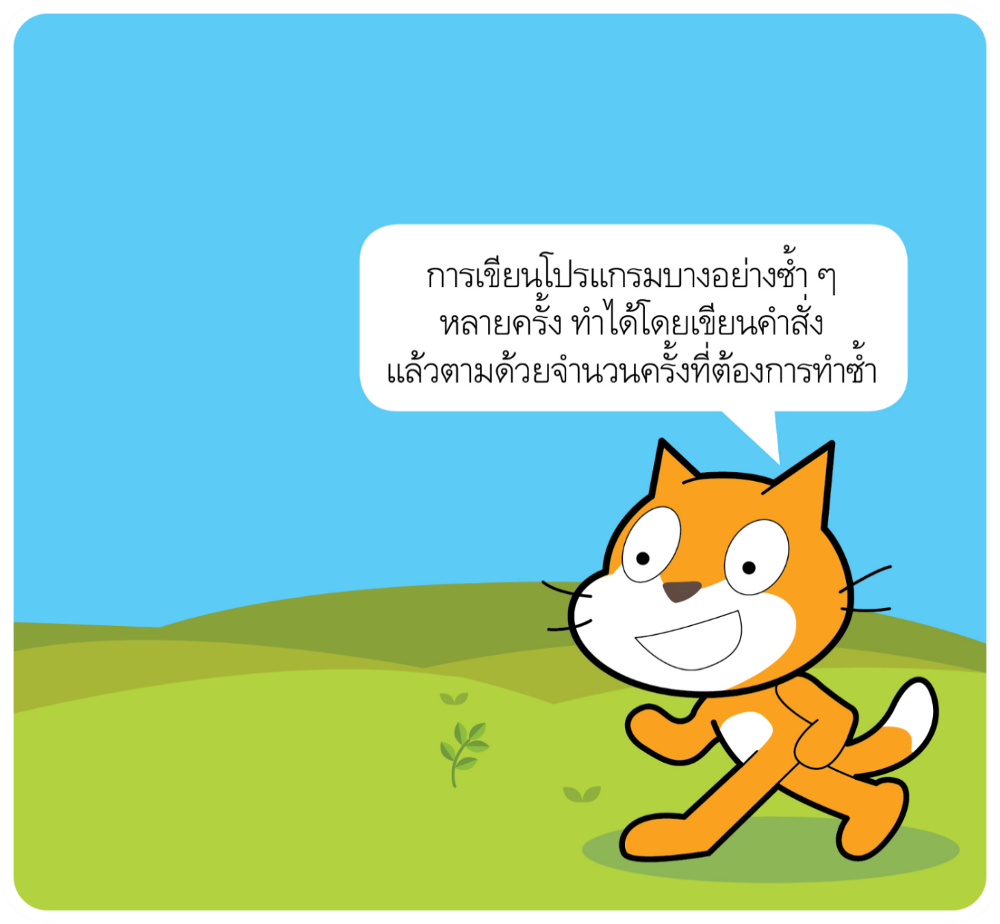 การเขียนโปรแกรมบางอย่างซ้ำ ๆ
หลายครั้ง ทำได้โดยเขียนคำสั่ง
แล้วตามด้วยจำนวนครั้งที่ต้องการทำซ้ำ